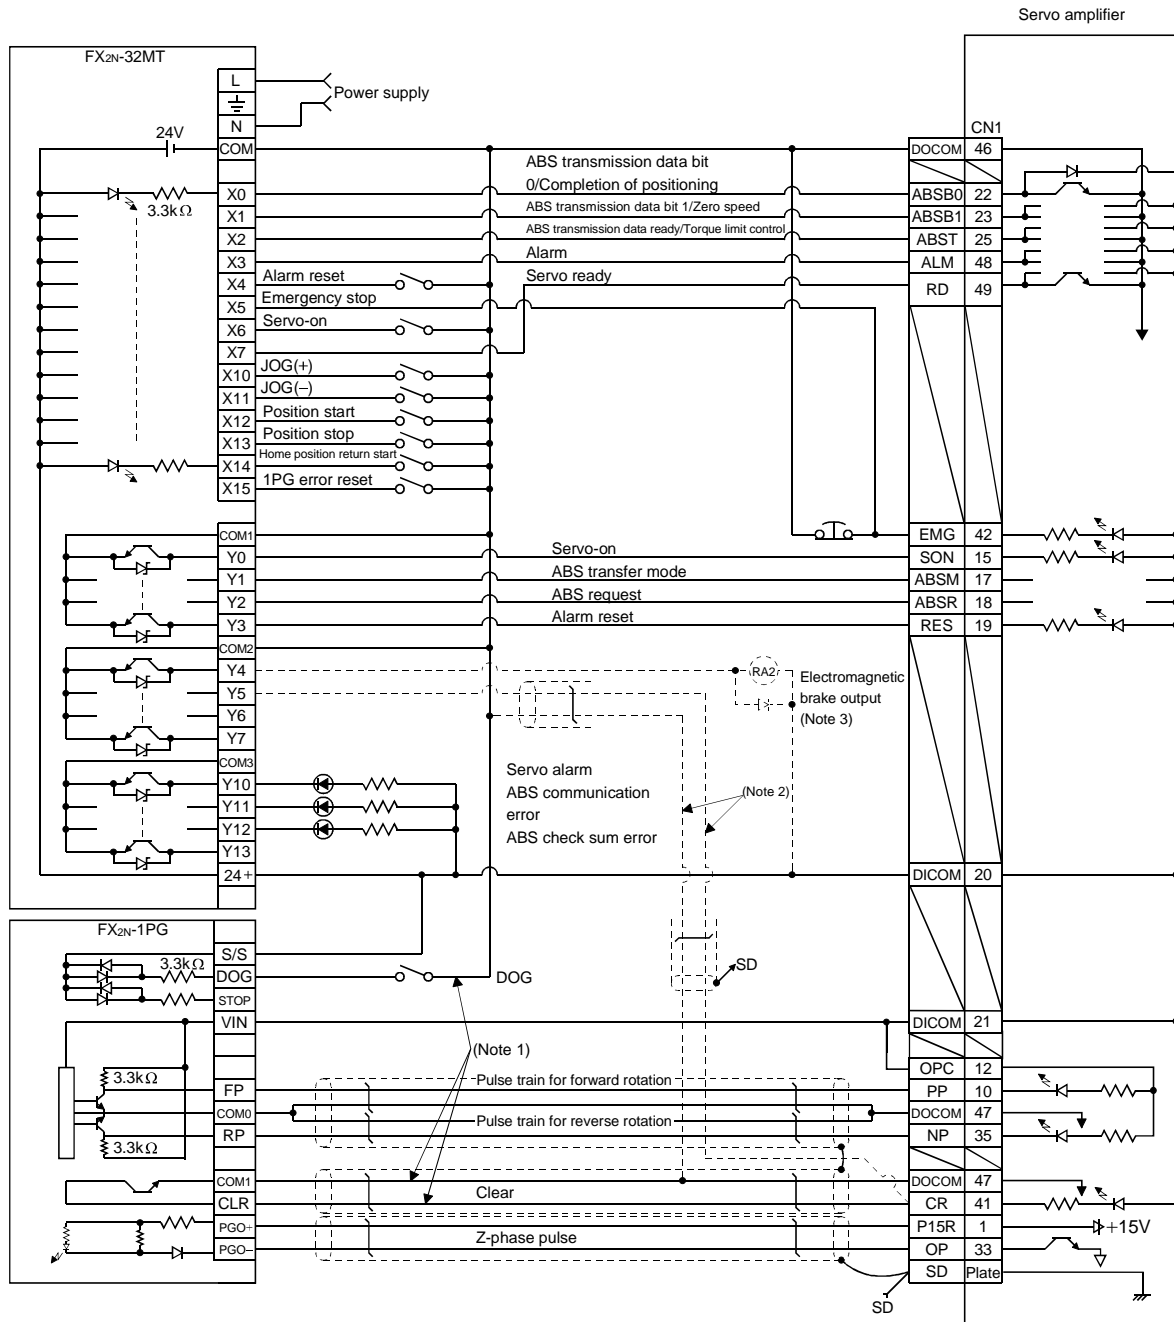 Servo amplifier
FX2N-32MT
L
Power supply
N
24V
CN1
COM
DOCOM 46
ABS transmission data bit
0/Completion of positioning
3.3kΩ
X0
ABSB0 22
ABS transmission data bit 1/Zero speed
X1
ABSB1 23
ABS transmission data ready/Torque limit control
X2
ABST 25
X3
Alarm
ALM 48
X4
Alarm reset
Servo ready
RD 49
X5
Emergency stop
X6
Servo-on
X7
X10
JOG(+)
X11
JOG(–)
X12
Position start
X13
Position stop
X14
Home position return start
X15
1PG error reset
COM1
EMG 42
Y0
Servo-on
SON 15
Y1
ABS transfer mode
ABSM 17
Y2
ABS request
ABSR 18
Y3
Alarm reset
RES 19
COM2
Y4
RA2
Electromagnetic
brake output
(Note 3)
Y5
Y6
Y7
COM3
Servo alarm
ABS communication
error
ABS check sum error
(Note 2)
Y10
Y11
Y12
Y13
24+
DICOM 20
FX2N-1PG
S/S
3.3kΩ
DOG
DOG
SD
STOP
VIN
DICOM 21
(Note 1)
OPC 12
3.3kΩ
FP
Pulse train for forward rotation
PP 10
COM0
DOCOM 47
Pulse train for reverse rotation
3.3kΩ
RP
NP 35
COM1
DOCOM 47
CLR
Clear
CR 41
PGO+
P15R 1
+15V
Z-phase pulse
PGO–
OP 33
SD Plate
SD